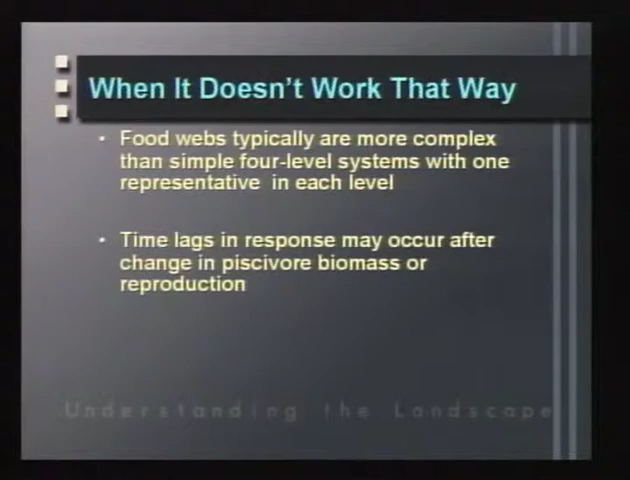 When It Doesn't Work That Way
• Food webs typically are more complex
than simple four-level systems with one
representative in each level
• Time lags in response may occur after
change in piscivore biomass or
reproduction
Understanding the Landscape